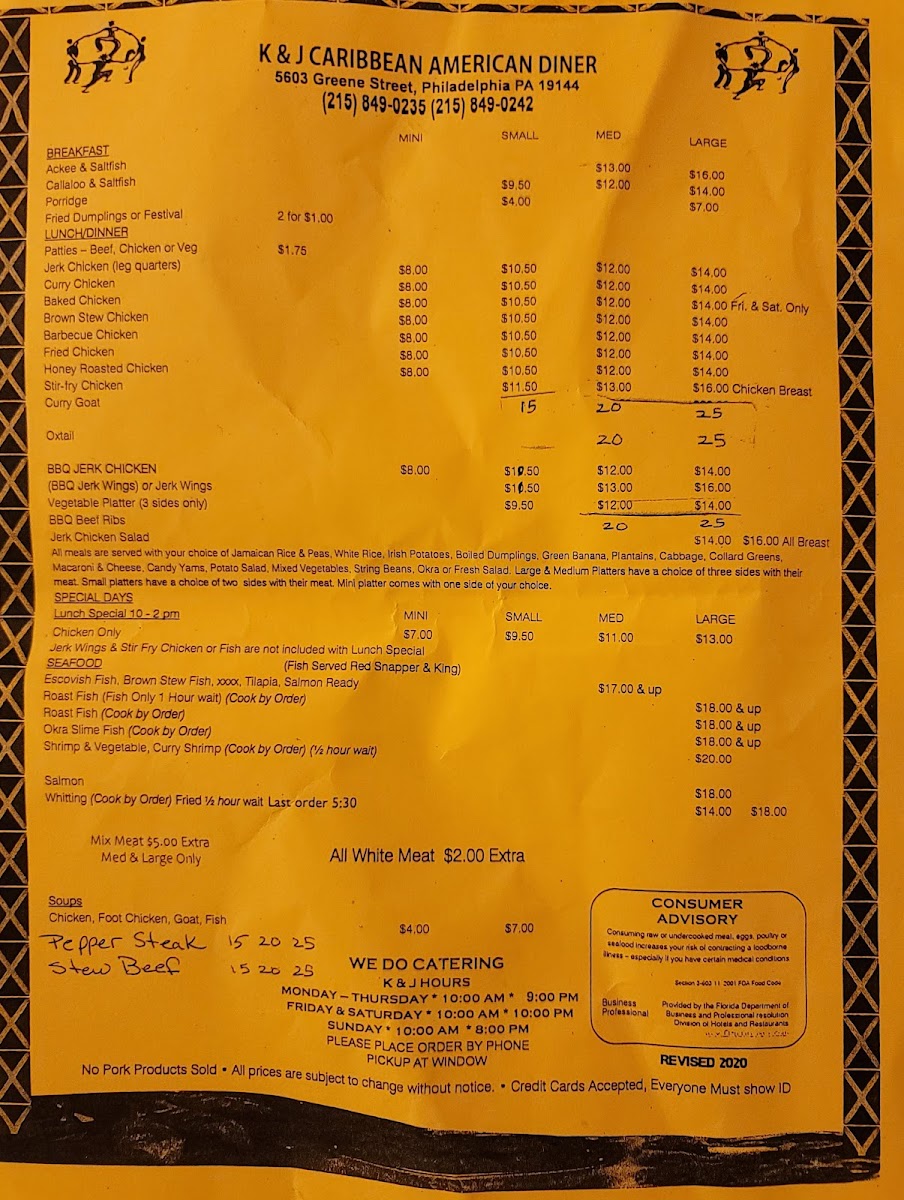 K & J CARIBBEAN AMERICAN DINER
5603 Greene Street, Philadelphia PA 19144
(215) 849-0235 (215) 849-0242
MINI SMALL MED LARGE
BREAKFAST
Ackee & Saltfish $13.00 $16.00
Callaloo & Saltfish $9.50 $12.00 $14.00
Porridge $4.00 $7.00
Fried Dumplings or Festival 2 for $1.00
LUNCH/DINNER
Patties – Beef, Chicken or Veg $1.75
Jerk Chicken (leg quarters) $8.00 $10.50 $12.00 $14.00
Curry Chicken $8.00 $10.50 $12.00 $14.00
Baked Chicken $8.00 $10.50 $12.00 $14.00 Fri. & Sat. Only
Brown Stew Chicken $8.00 $10.50 $12.00 $14.00
Barbecue Chicken $8.00 $10.50 $12.00 $14.00
Fried Chicken $8.00 $10.50 $12.00 $14.00
Honey Roasted Chicken $8.00 $10.50 $12.00 $14.00
Stir-fry Chicken $11.50 $13.00 $16.00 Chicken Breast
Curry Goat 15 20 25
Oxtail 20 25
BBQ JERK CHICKEN $8.00 $10.50 $12.00 $14.00
(BBQ Jerk Wings) or Jerk Wings $11.50 $13.00 $16.00
Vegetable Platter (3 sides only) $9.50 $12.00 $14.00
BBQ Beef Ribs 20 25
Jerk Chicken Salad $14.00 $16.00 All Breast
All meals are served with your choice of Jamaican Rice & Peas, White Rice, Irish Potatoes, Boiled Dumplings, Green Banana, Plantains, Cabbage, Collard Greens,
Macaroni & Cheese, Candy Yams, Potato Salad, Mixed Vegetables, String Beans, Okra or Fresh Salad. Large & Medium Platters have a choice of three sides with their
meat. Small platters have a choice of two sides with their meat. Mini platter comes with one side of your choice.
SPECIAL DAYS
Lunch Special 10 - 2 pm MINI SMALL MED LARGE
Chicken Only $7.00 $9.50 $11.00 $13.00
Jerk Wings & Stir Fry Chicken or Fish are not included with Lunch Special
SEAFOOD (Fish Served Red Snapper & King)
Escovish Fish, Brown Stew Fish, xxxx, Tilapia, Salmon Ready $17.00 & up
Roast Fish (Fish Only 1 Hour wait) (Cook by Order) $18.00 & up
Roast Fish (Cook by Order) $18.00 & up
Okra Slime Fish (Cook by Order) $18.00 & up
Shrimp & Vegetable, Curry Shrimp (Cook by Order) (½ hour wait) $20.00
Salmon $18.00
Whitting (Cook by Order) Fried ½ hour wait Last order 5:30 $14.00 $18.00
Mix Meat $5.00 Extra
Med & Large Only
All White Meat $2.00 Extra
Soups
Chicken, Foot Chicken, Goat, Fish $4.00 $7.00
Pepper Steak 15 20 25
Stew Beef 15 20 25
WE DO CATERING
K & J HOURS
MONDAY – THURSDAY * 10:00 AM * 9:00 PM
FRIDAY & SATURDAY * 10:00 AM * 10:00 PM
SUNDAY * 10:00 AM * 8:00 PM
PLEASE PLACE ORDER BY PHONE
PICKUP AT WINDOW
CONSUMER
ADVISORY
Consuming raw or undercooked meat, eggs, poultry or
seafood increases your risk of contracting a foodborne
illness – especially if you have certain medical conditions
Section 3-603 11 2001 FDA Food Code
Business
Professional
Provided by the Florida Department of
Business and Professional resolution
Division of Hotels and Restaurants
REVISED 2020
No Pork Products Sold • All prices are subject to change without notice. • Credit Cards Accepted, Everyone Must show ID